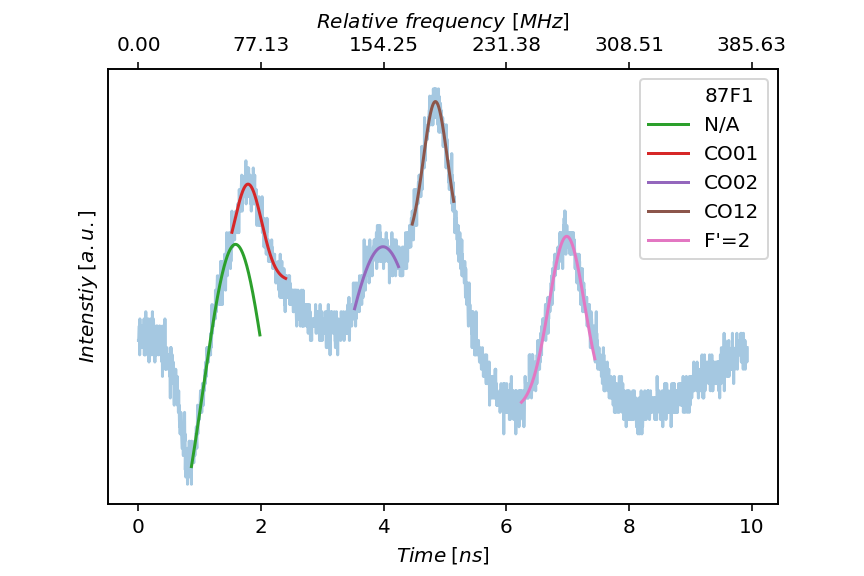 Relative frequency [MHz]
0.00 77.13 154.25 231.38 308.51 385.63
87F1
N/A
CO01
CO02
CO12
F'=2
Intenstiy [a. u.]
0 2 4 6 8 10
Time [ns]